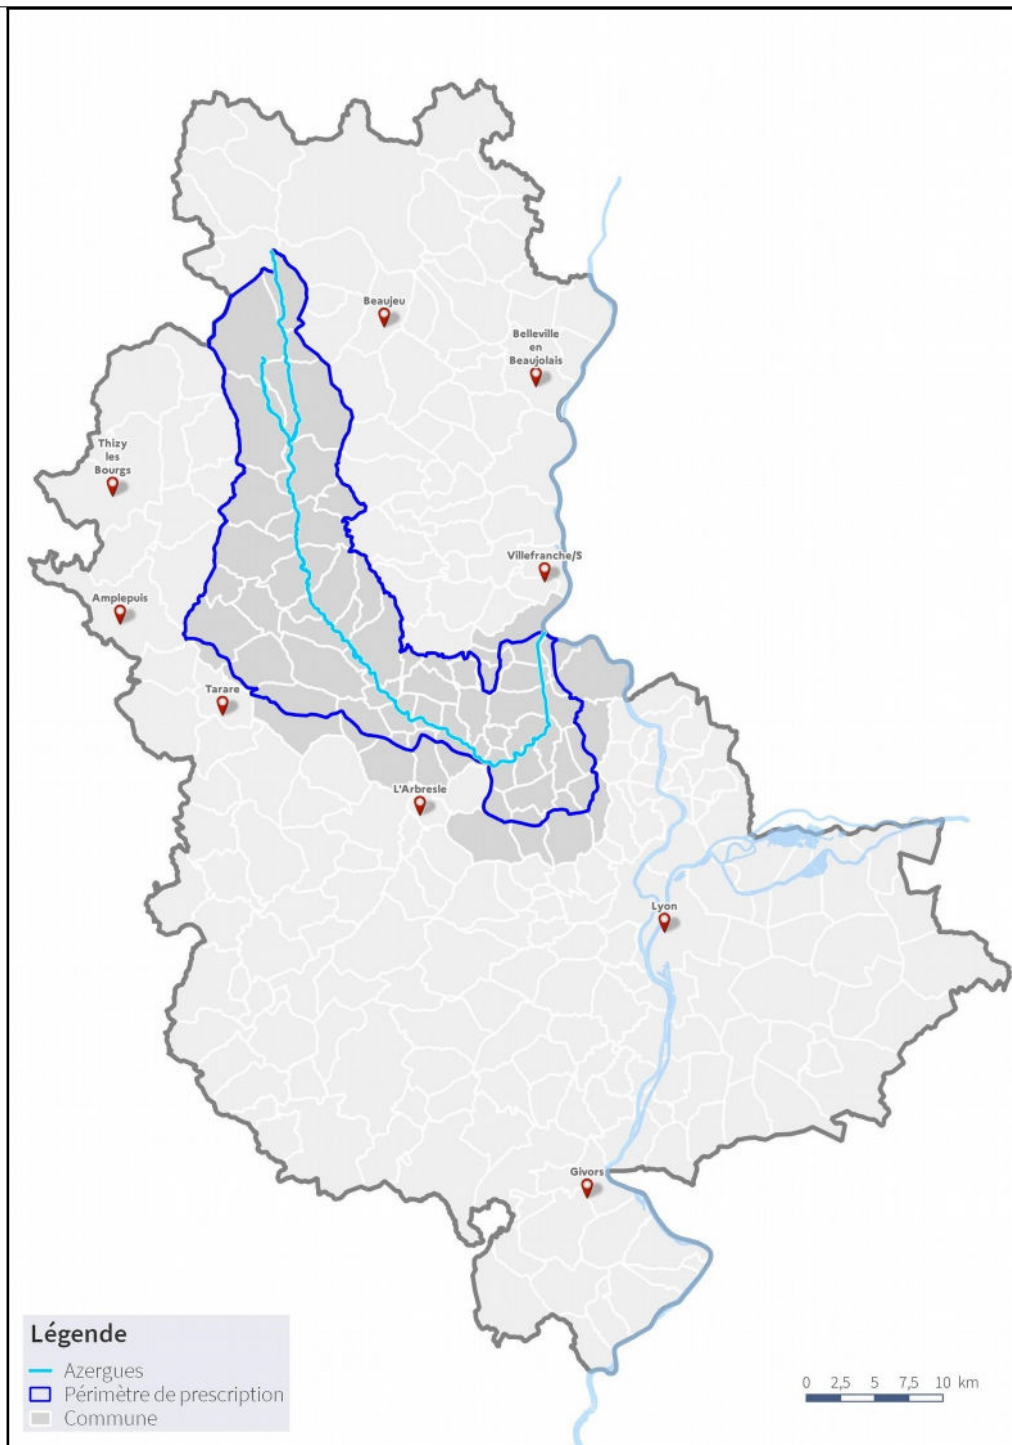 Beaujeu
Belleville
en
Beaujolais
Thizy
les
Bourgs
Villefranche/S
Amplepuis
Tarare
L'Arbresle
Lyon
Givors
Légende
Azergues
Périmètre de prescription
Commune
0 2,5 5 7,5 10 km